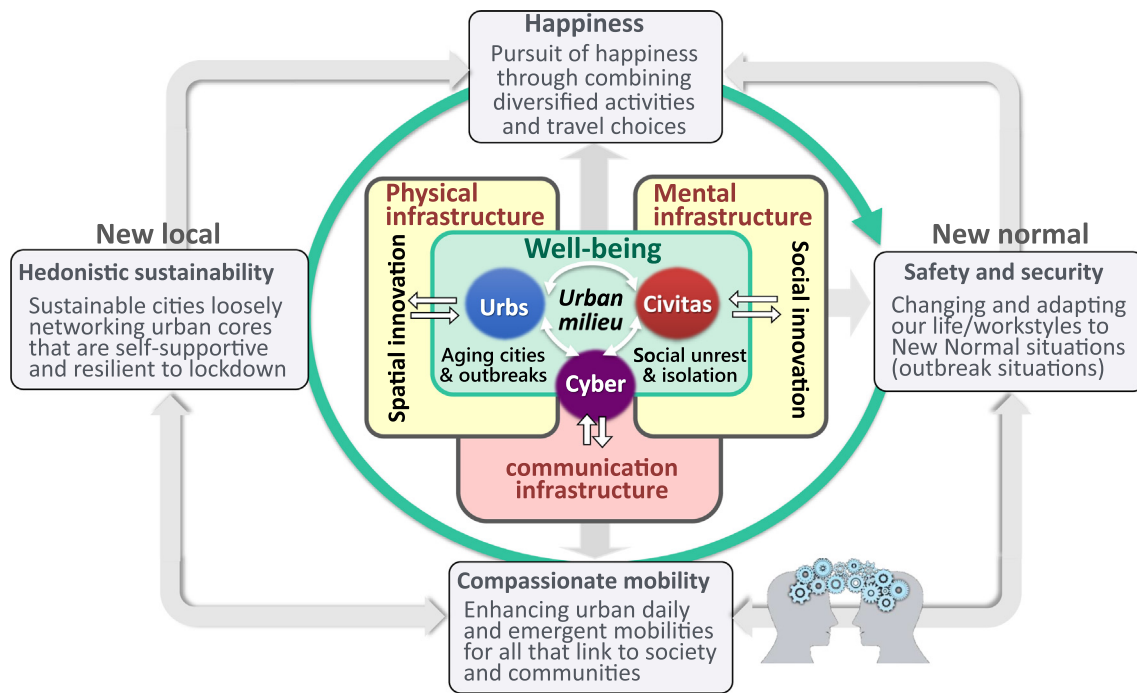 Happiness
Pursuit of happiness
through combining
diversified activities
and travel choices
New local
Hedonistic sustainability
Sustainable cities loosely
networking urban cores
that are self-supportive
and resilient to lockdown
Physical
infrastructure
Mental
infrastructure
Spatial innovation
Well-being
Urbs
Urban
milieu
Civitas
Aging cities
& outbreaks
Social unrest
& isolation
Cyber
Social innovation
communication
infrastructure
New normal
Safety and security
Changing and adapting
our life/workstyles to
New Normal situations
(outbreak situations)
Compassionate mobility
Enhancing urban daily
and emergent mobilities
for all that link to society
and communities